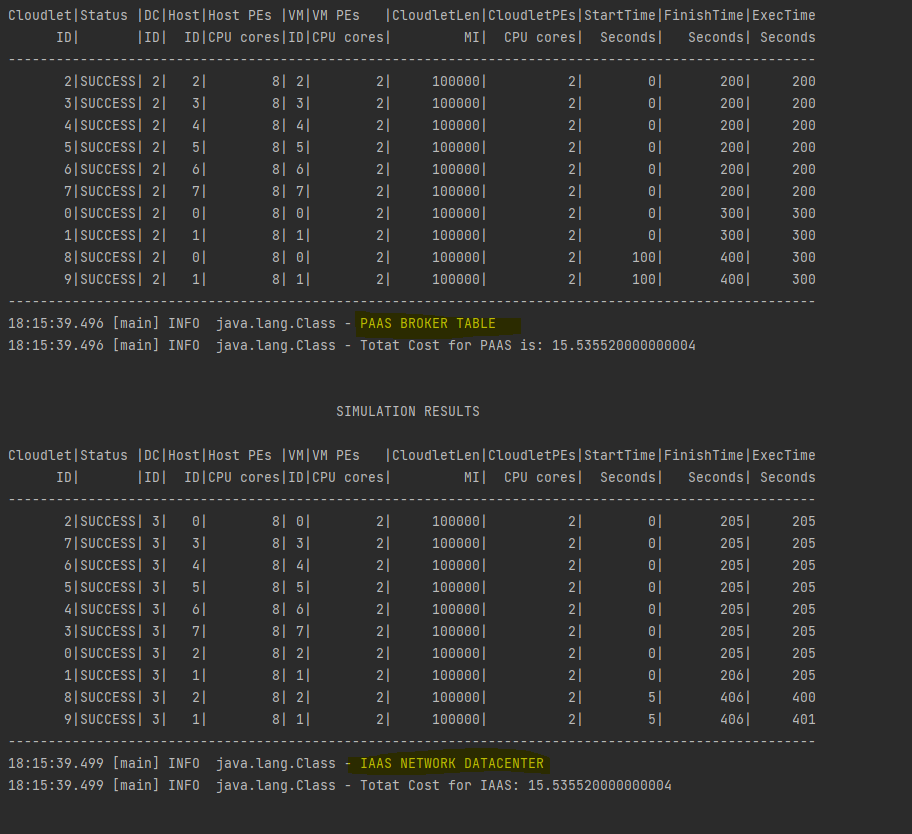 Cloudlet|Status |DC|Host|Host PEs |VM|VM PEs   |CloudletLen|CloudletPEs|StartTime|FinishTime|ExecTime
      ID|       |ID|  ID|CPU cores|ID|CPU cores|         MI|  CPU cores|  Seconds|   Seconds| Seconds
-----------------------------------------------------------------------------------------------------
       2|SUCCESS| 2|   2|        8| 2|        2|     100000|          2|        0|       200|     200
       3|SUCCESS| 2|   3|        8| 3|        2|     100000|          2|        0|       200|     200
       4|SUCCESS| 2|   4|        8| 4|        2|     100000|          2|        0|       200|     200
       5|SUCCESS| 2|   5|        8| 5|        2|     100000|          2|        0|       200|     200
       6|SUCCESS| 2|   6|        8| 6|        2|     100000|          2|        0|       200|     200
       7|SUCCESS| 2|   7|        8| 7|        2|     100000|          2|        0|       200|     200
       0|SUCCESS| 2|   0|        8| 0|        2|     100000|          2|        0|       300|     300
       1|SUCCESS| 2|   1|        8| 1|        2|     100000|          2|        0|       300|     300
       8|SUCCESS| 2|   0|        8| 0|        2|     100000|          2|      100|       400|     300
       9|SUCCESS| 2|   1|        8| 1|        2|     100000|          2|      100|       400|     300
-----------------------------------------------------------------------------------------------------
18:15:39.496 [main] INFO  java.lang.Class - PAAS BROKER TABLE
18:15:39.496 [main] INFO  java.lang.Class - Totat Cost for PAAS is: 15.535520000000004
SIMULATION RESULTS
Cloudlet|Status |DC|Host|Host PEs |VM|VM PEs   |CloudletLen|CloudletPEs|StartTime|FinishTime|ExecTime
      ID|       |ID|  ID|CPU cores|ID|CPU cores|         MI|  CPU cores|  Seconds|   Seconds| Seconds
-----------------------------------------------------------------------------------------------------
       2|SUCCESS| 3|   0|        8| 0|        2|     100000|          2|        0|       205|     205
       7|SUCCESS| 3|   3|        8| 3|        2|     100000|          2|        0|       205|     205
       6|SUCCESS| 3|   4|        8| 4|        2|     100000|          2|        0|       205|     205
       5|SUCCESS| 3|   5|        8| 5|        2|     100000|          2|        0|       205|     205
       4|SUCCESS| 3|   6|        8| 6|        2|     100000|          2|        0|       205|     205
       3|SUCCESS| 3|   7|        8| 7|        2|     100000|          2|        0|       205|     205
       0|SUCCESS| 3|   2|        8| 2|        2|     100000|          2|        0|       205|     205
       1|SUCCESS| 3|   1|        8| 1|        2|     100000|          2|        0|       206|     205
       8|SUCCESS| 3|   2|        8| 2|        2|     100000|          2|        5|       406|     400
       9|SUCCESS| 3|   1|        8| 1|        2|     100000|          2|        5|       406|     401
-----------------------------------------------------------------------------------------------------
18:15:39.499 [main] INFO  java.lang.Class - IAAS NETWORK DATACENTER
18:15:39.499 [main] INFO  java.lang.Class - Totat Cost for IAAS: 15.535520000000004